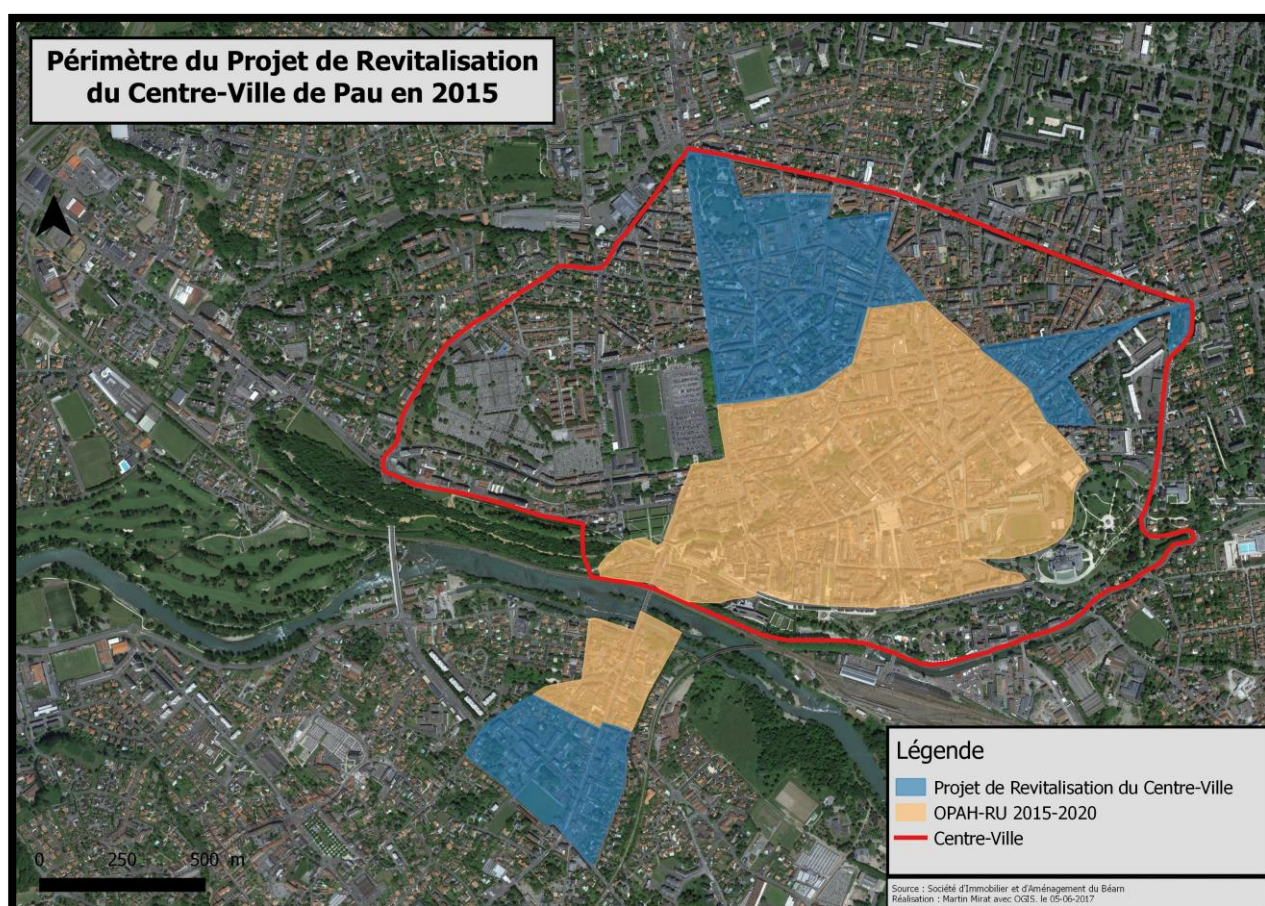 Périmètre du Projet de Revitalisation
du Centre-Ville de Pau en 2015
Légende
Projet de Revitalisation du Centre-Ville
OPAH-RU 2015-2020
Centre-Ville
0 250 500 m
Source : Société d'Immobilier et d'Aménagement du Béarn
Réalisation : Martin Mirat avec QGIS. le 05-06-2017